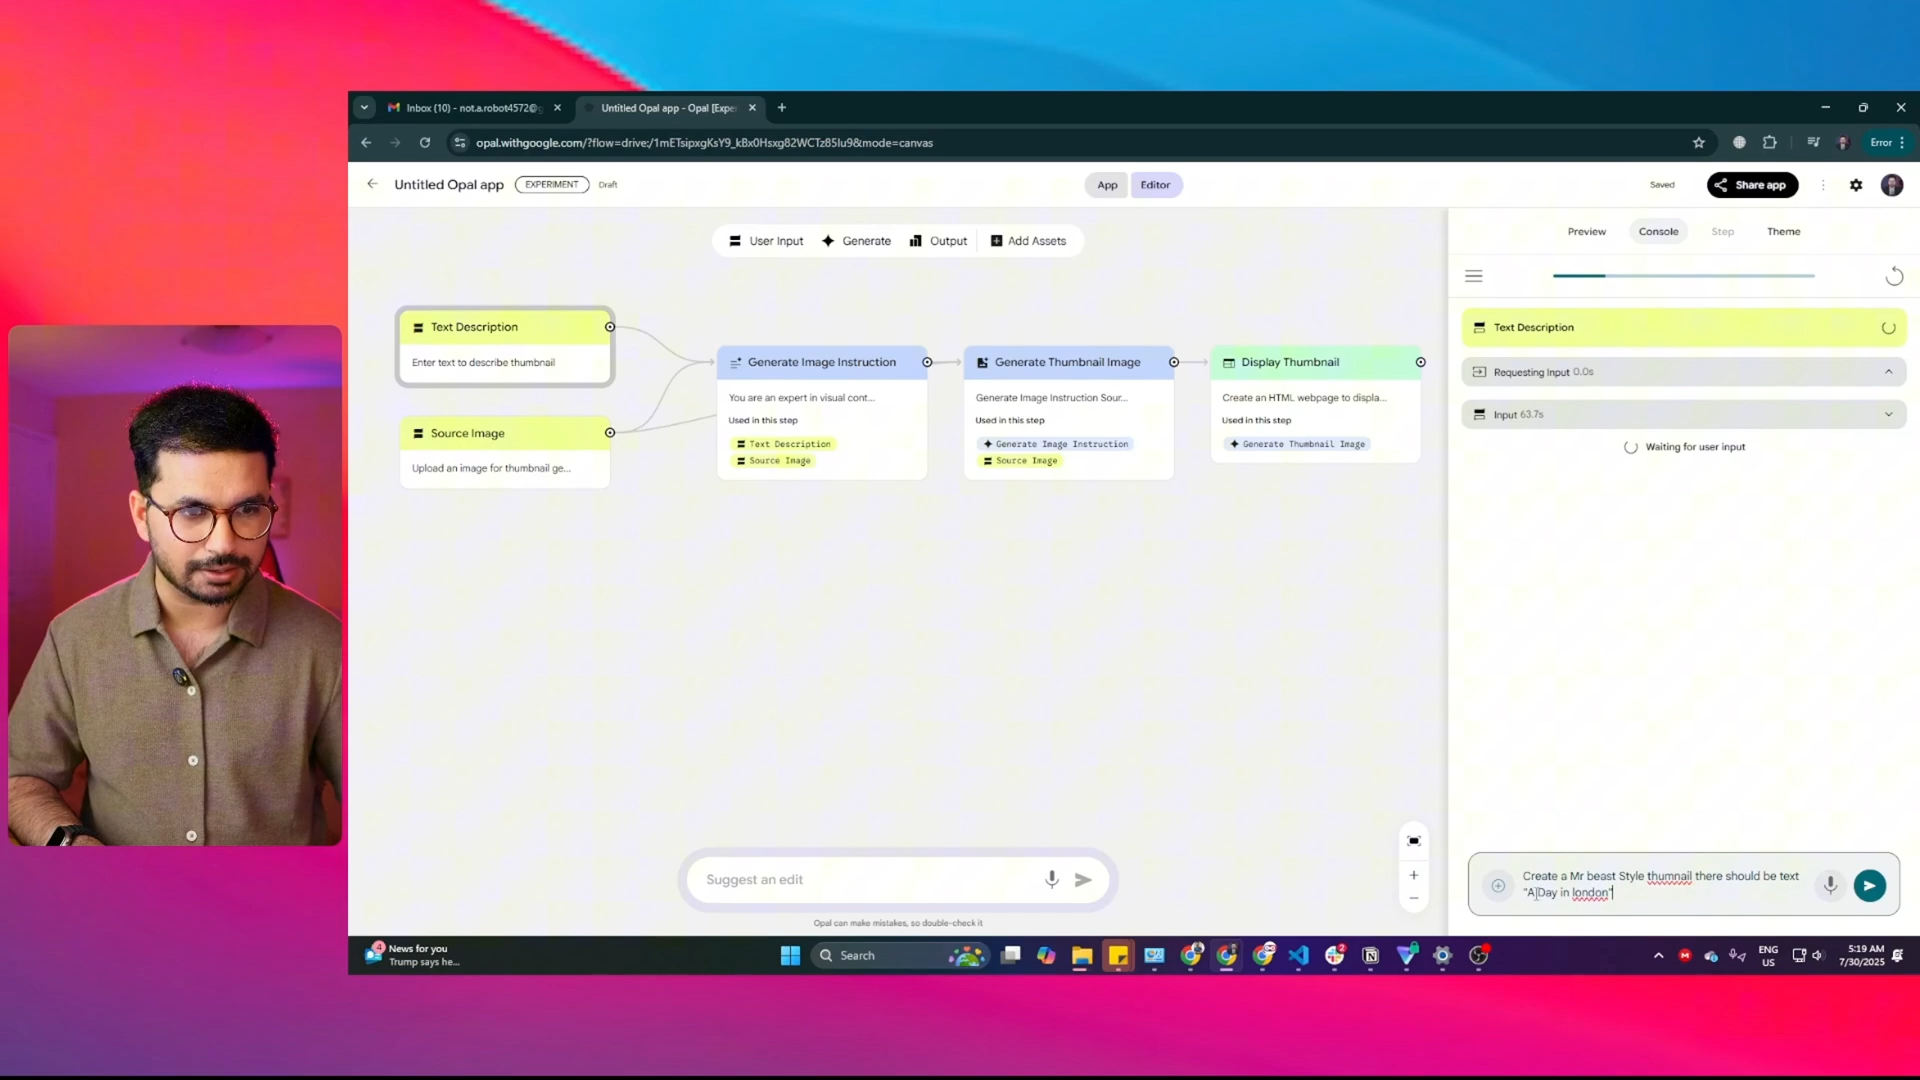 Inbox (10) - not.a.robot4572@g
Untitled Opal app - Opal [Expe
opal.withgoogle.com/?flow=drive:/1mETsipxgKsY9_kBx0Hsxg82WCTz85lu9&mode=canvas
Error
Untitled Opal app
EXPERIMENT
Draft
App
Editor
Saved
Share app
User Input
Generate
Output
Add Assets
Preview
Console
Step
Theme
Text Description
Enter text to describe thumbnail
Source Image
Upload an image for thumbnail ge...
Generate Image Instruction
You are an expert in visual cont...
Used in this step
Text Description
Source Image
Generate Thumbnail Image
Generate Image Instruction Sour...
Used in this step
Generate Image Instruction
Source Image
Display Thumbnail
Create an HTML webpage to displa...
Used in this step
Generate Thumbnail Image
Text Description
Requesting Input 0.0s
Input 63.7s
Waiting for user input
Create a Mr beast Style thumnail there should be text
"A Day in london"
Suggest an edit
Opal can make mistakes, so double-check it
4
News for you
Trump says he...
Search
2
ENG
US
5:19 AM
7/30/2025